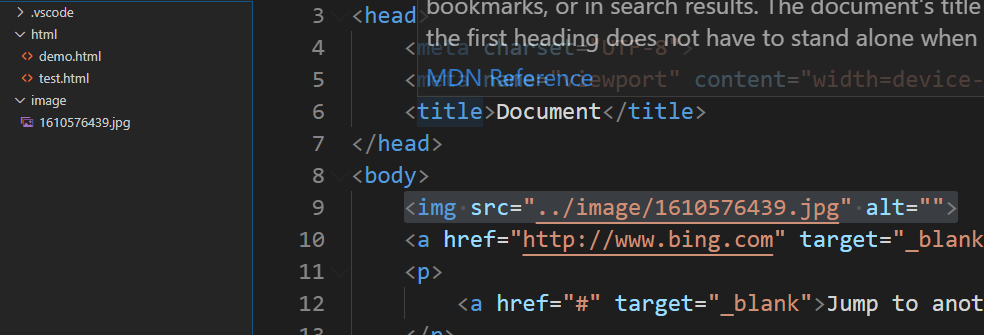 .vscode
html
demo.html
test.html
image
1610576439.jpg
bookmarks, or in search results. The document's title
the first heading does not have to stand alone when
MDN Reference
3 <head>
4 <meta charset="UTF-8">
5 <meta name="viewport" content="width=device-
6 <title>Document</title>
7 </head>
8 <body>
9 <img src="../image/1610576439.jpg" alt="">
10 <a href="http://www.bing.com" target="_blank
11 <p>
12 <a href="#" target="_blank">Jump to anot
13 </p>